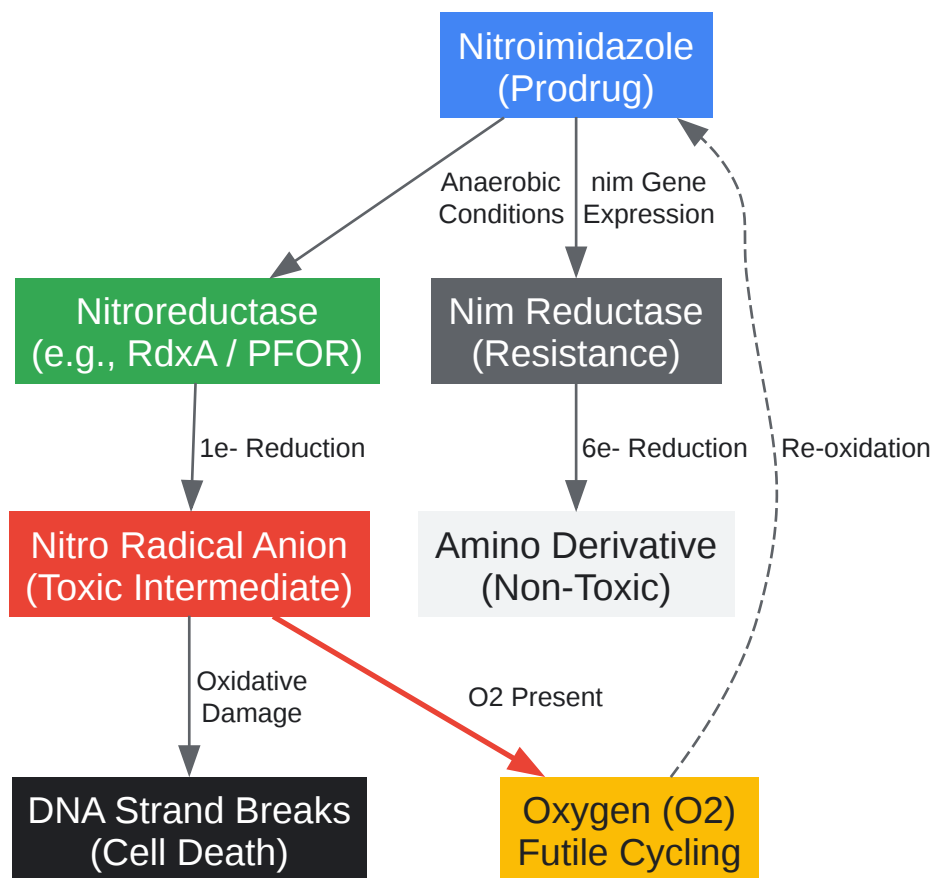 Nitroimidazole
(Prodrug)
Anaerobic
Conditions
nim Gene
Expression
Nitroreductase
(e.g., RdxA / PFOR)
Nim Reductase
(Resistance)
1e- Reduction
6e- Reduction
Re-oxidation
Nitro Radical Anion
(Toxic Intermediate)
Amino Derivative
(Non-Toxic)
Oxidative
Damage
O2 Present
DNA Strand Breaks
(Cell Death)
Oxygen (O2)
Futile Cycling